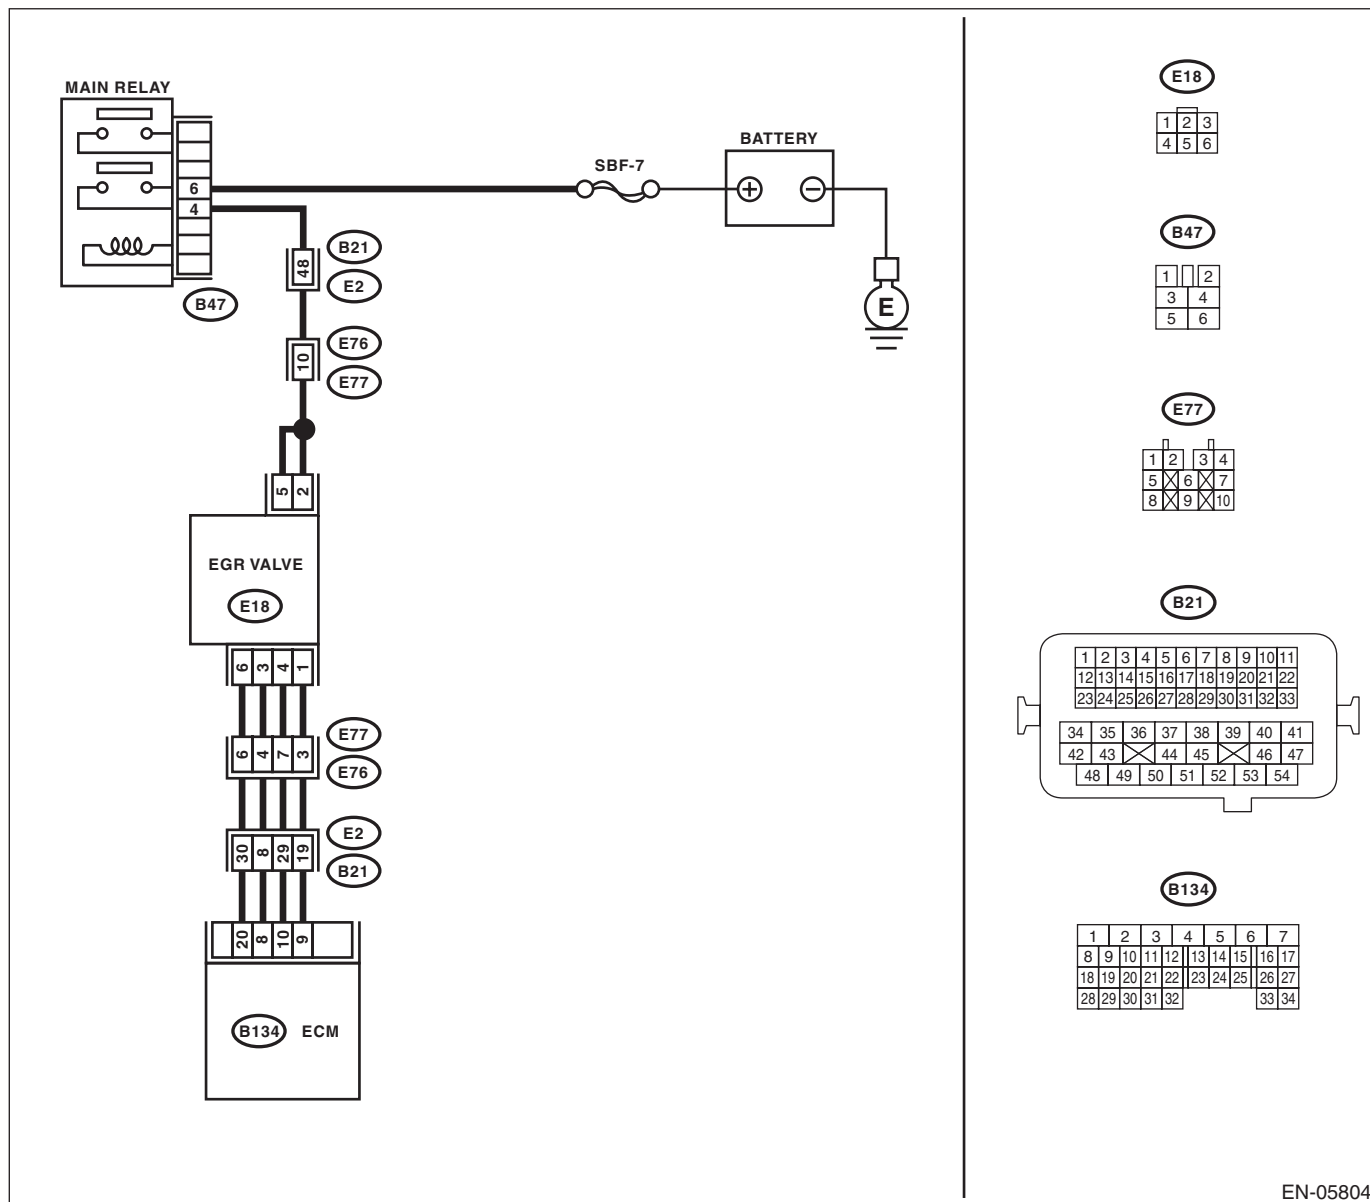 MAIN RELAY
6
4
B47
SBF-7
BATTERY
+
−
E
48
B21
E2
10
E76
E77
5 2
EGR VALVE
E18
6 3 4 1
6 4 7 3
E77
E76
30 8 29 19
E2
B21
20 8 10 9
B134 ECM
E18
1 2 3
4 5 6
B47
1 2
3 4
5 6
E77
1 2 3 4
5 6 7
8 9 10
B21
1 2 3 4 5 6 7 8 9 10 11
12 13 14 15 16 17 18 19 20 21 22
23 24 25 26 27 28 29 30 31 32 33
34 35 36 37 38 39 40 41
42 43 44 45 46 47
48 49 50 51 52 53 54
B134
1 2 3 4 5 6 7
8 9 10 11 12 13 14 15 16 17
18 19 20 21 22 23 24 25 26 27
28 29 30 31 32 33 34
EN-05804